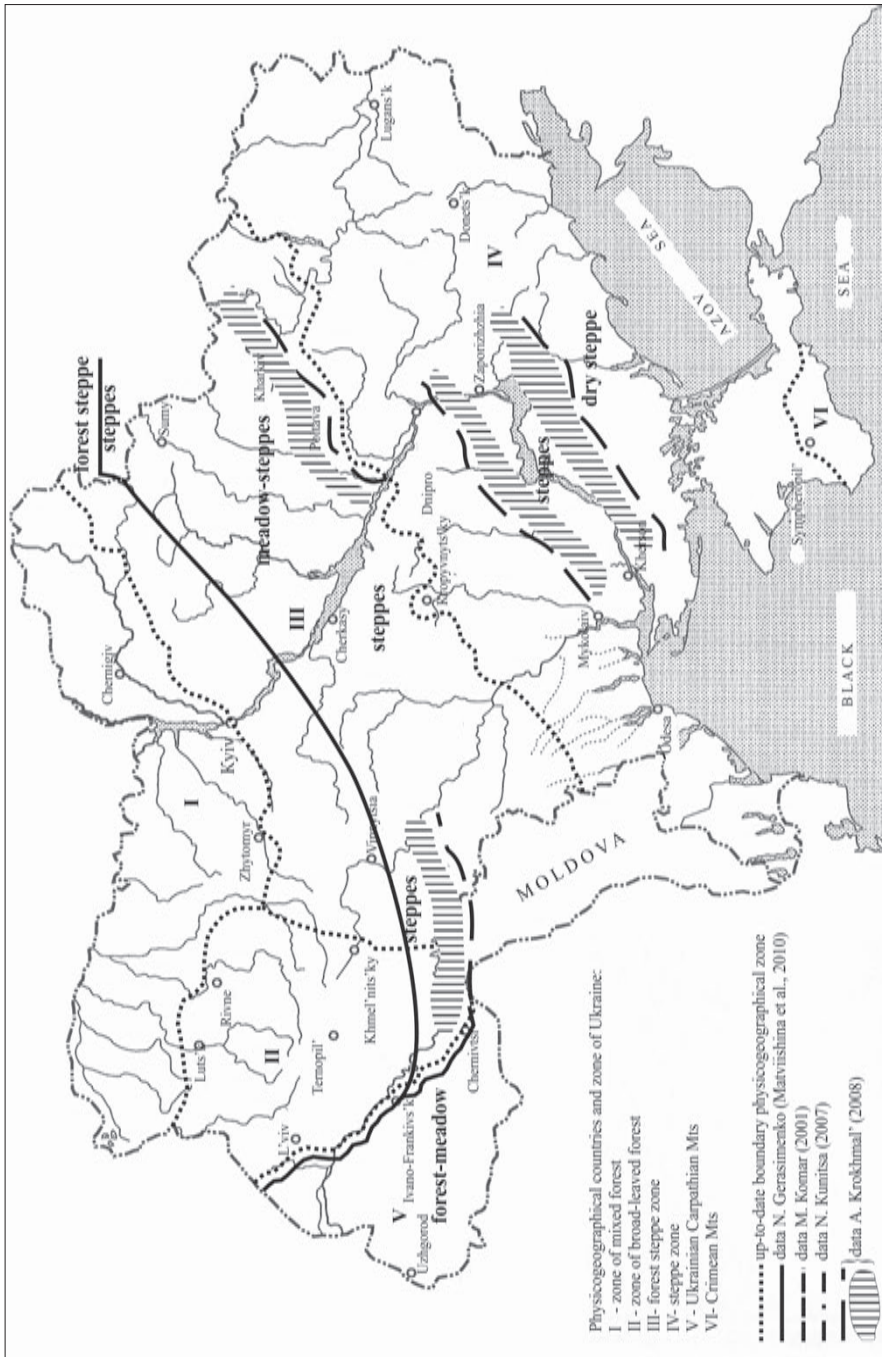 forest steppe
steppes
Chernigiv
Sumy
I
Kyiv
Zhytomyr
Luts'
Rivne
II
L'viv
Ternopil'
Khmel'nits'ky
Vinnytsia
III
Cherkasy
meadow-steppes
Kharkiv
Poltava
Lugans'k
Uzhgorod
V
Ivano-Frankivs'k
forest-meadow
Chernivtsi
steppes
steppes
Kropyvnyts'ky
Dnipro
Donets'k
IV
Zaporizhzhia
steppes
dry steppe
MOLDOVA
Mykolaiv
Kherson
Odesa
AZOV
SEA
BLACK
SEA
Sympheropil'
VI
Physicogeographical countries and zone of Ukraine:
I - zone of mixed forest
II - zone of broad-leaved forest
III- forest steppe zone
IV- steppe zone
V - Ukrainian Carpathian Mts
VI- Crimean Mts
up-to-date boundary physicogeographical zone
data N. Gerasimenko (Matviishina et al., 2010)
data M. Komar (2001)
data N. Kunitsa (2007)
data A. Krokhmal' (2008)